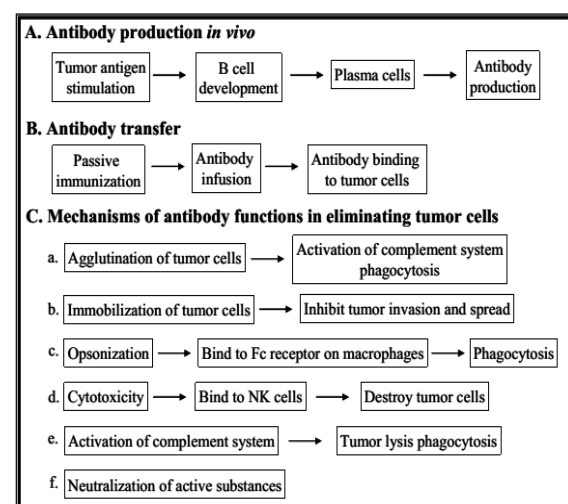 A. Antibody production in vivo
Tumor antigen stimulation → B cell development → Plasma cells → Antibody production
B. Antibody transfer
Passive immunization → Antibody infusion → Antibody binding to tumor cells
C. Mechanisms of antibody functions in eliminating tumor cells
a. Agglutination of tumor cells → Activation of complement system phagocytosis
b. Immobilization of tumor cells → Inhibit tumor invasion and spread
c. Opsonization → Bind to Fc receptor on macrophages → Phagocytosis
d. Cytotoxicity → Bind to NK cells → Destroy tumor cells
e. Activation of complement system → Tumor lysis phagocytosis
f. Neutralization of active substances